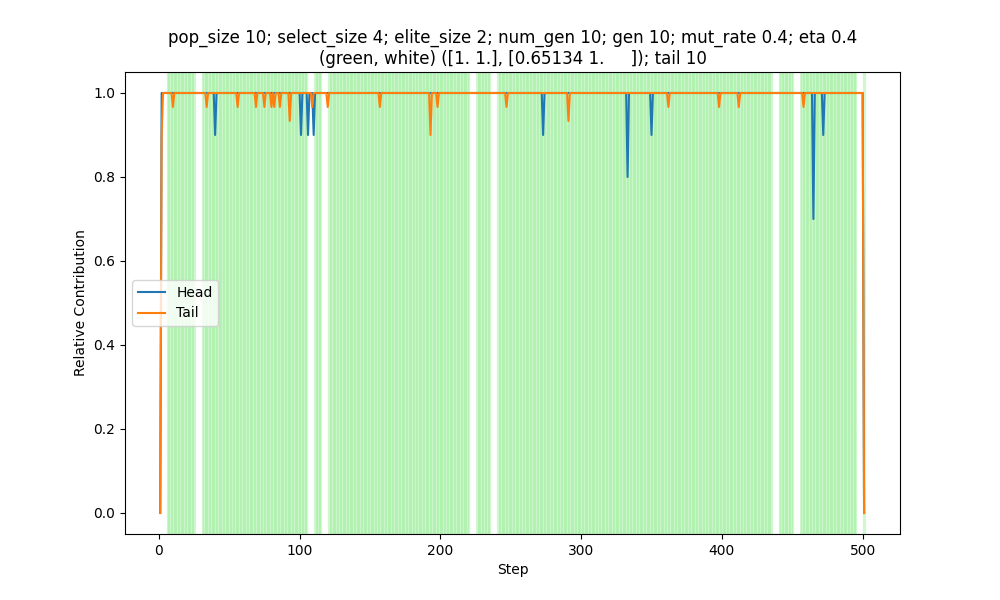 pop_size 10; select_size 4; elite_size 2; num_gen 10; gen 10; mut_rate 0.4; eta 0.4
(green, white) ([1. 1.], [0.65134 1.     ]); tail 10
1.0
0.8
0.6
0.4
0.2
0.0
Relative Contribution
Head
Tail
0
100
200
300
400
500
Step